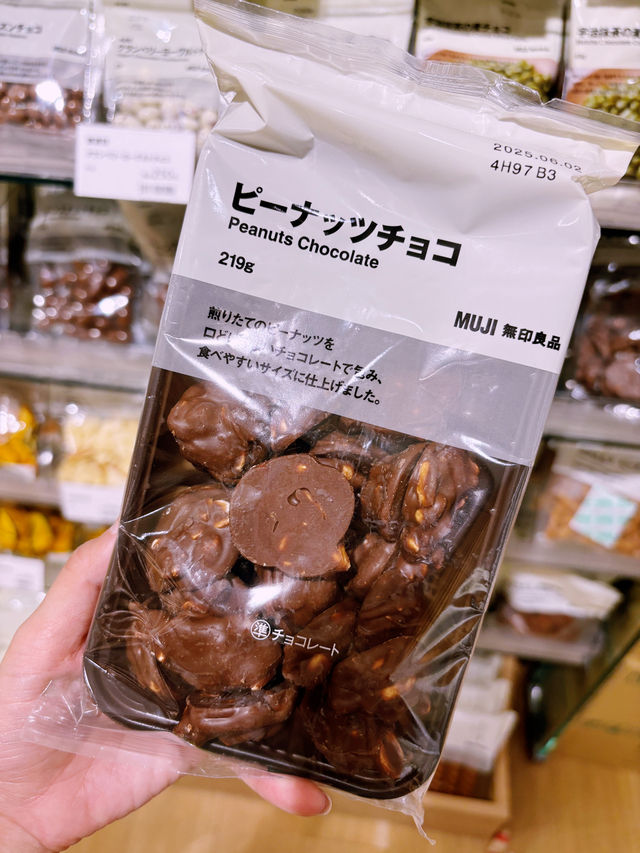 2025.06.02
4H97 B3
ピーナッツチョコ
Peanuts Chocolate
219g
MUJI 無印良品
煎りたてのピーナッツを
口ど チョコレートで包み、
食べやすいサイズに仕上げました。
準チョコレート